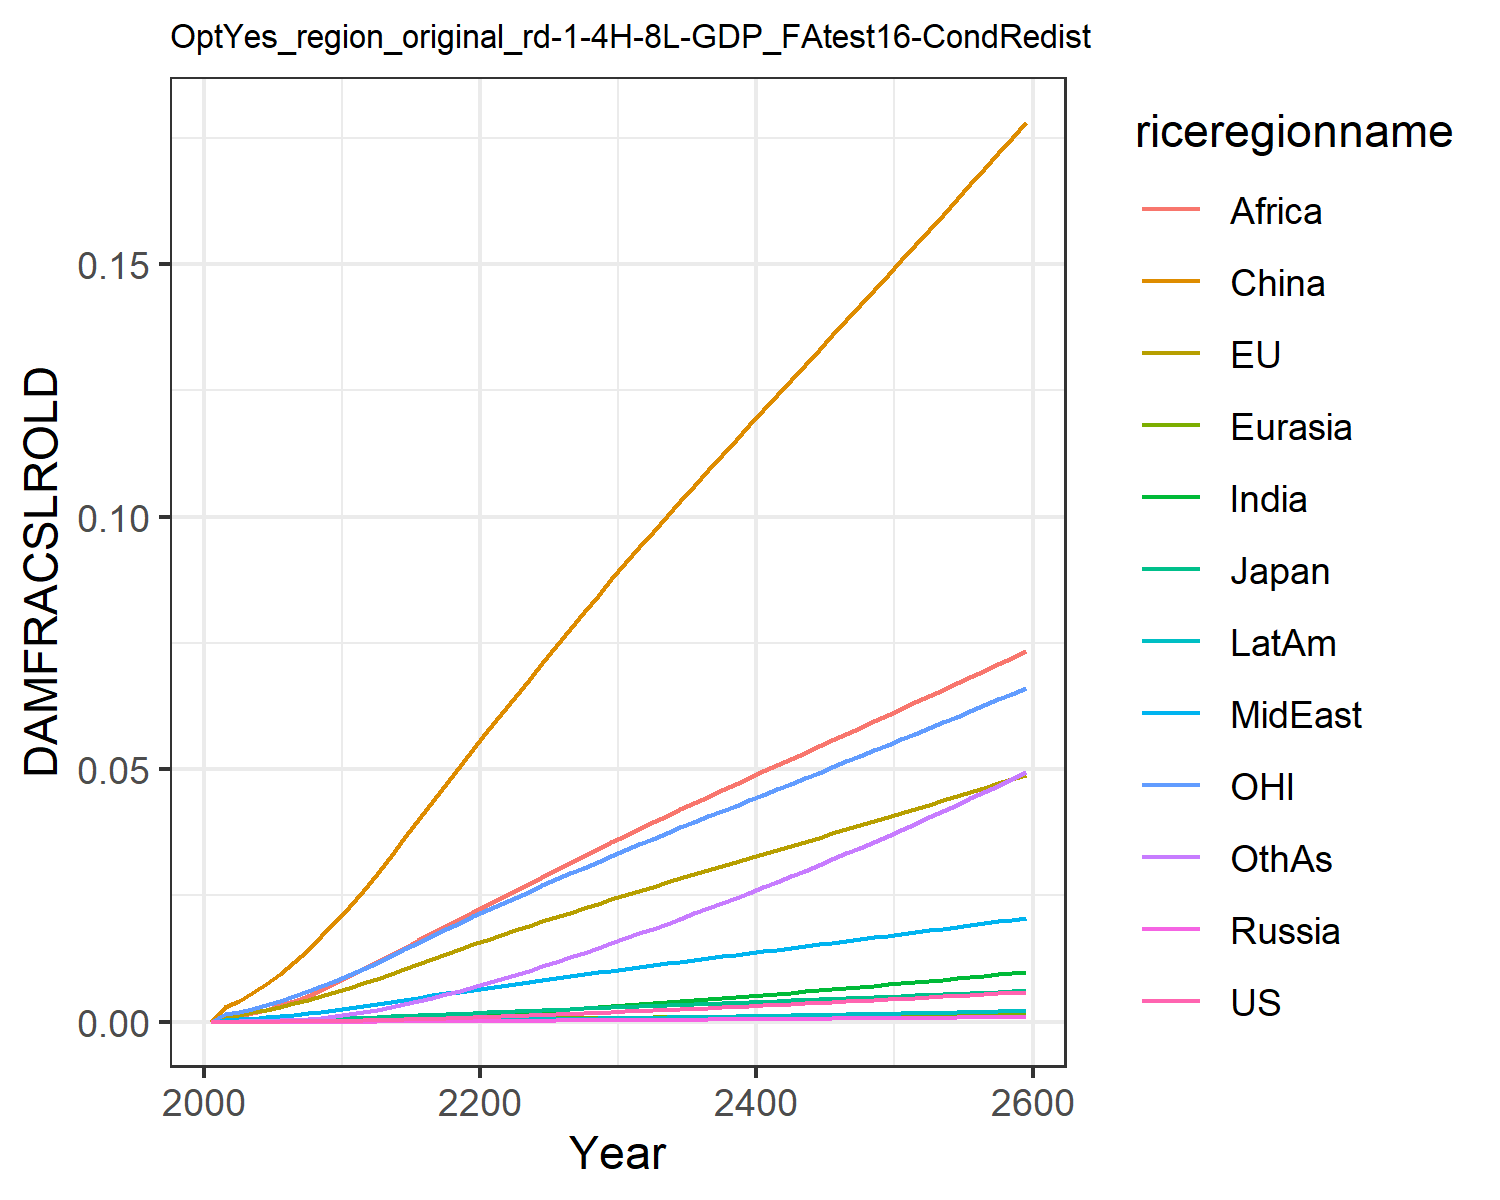 OptYes_region_original_rd-1-4H-8L-GDP_FAtest16-CondRedist
DAMFRACSLROLD
0.15
0.10
0.05
0.00
2000 2200 2400 2600
Year
riceregionname
Africa
China
EU
Eurasia
India
Japan
LatAm
MidEast
OHI
OthAs
Russia
US